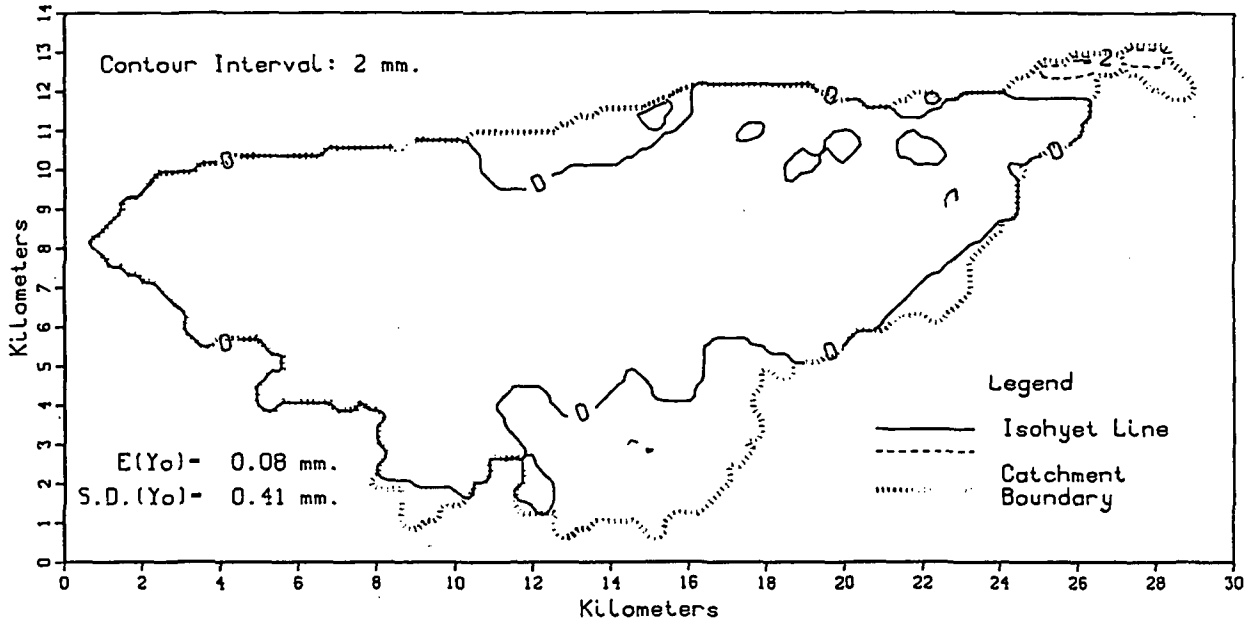 14
13
12
11
10
9
8
7
6
5
4
3
2
1
0
Kilometers
Contour Interval: 2 mm.
2
0
0
0
0
0
0
0
0
E(Yo)- 0.08 mm.
S.D.(Yo)- 0.41 mm.
Legend
Isohyet Line
Catchment
Boundary
0 2 4 6 8 10 12 14 16 18 20 22 24 26 28 30
Kilometers